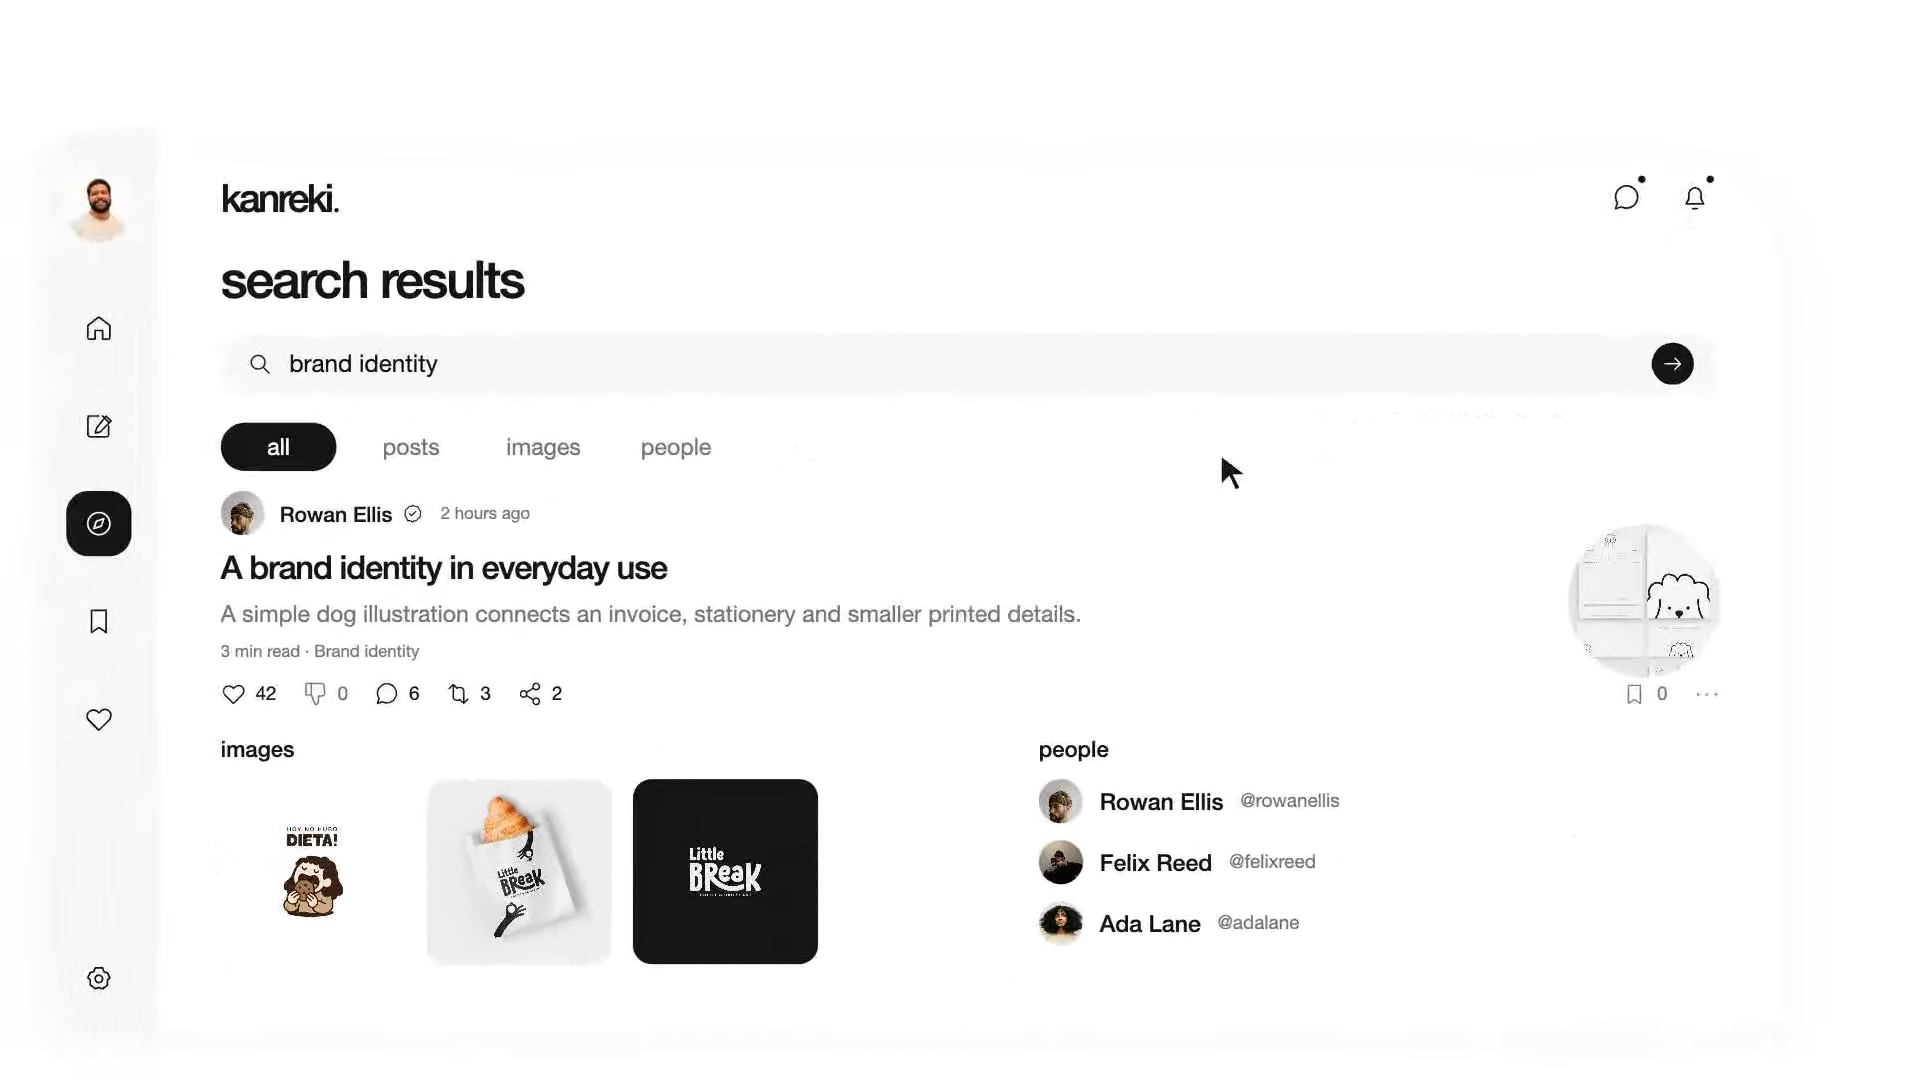 kanreki.
search results
brand identity
all posts images people
Rowan Ellis 2 hours ago
A brand identity in everyday use
A simple dog illustration connects an invoice, stationery and smaller printed details.
3 min read · Brand identity
42 0 6 3 2
0 ...
images
HOY NO HUBO
DIETA!
Little
BReaK
Little
BReaK
people
Rowan Ellis @rowanellis
Felix Reed @felixreed
Ada Lane @adalane